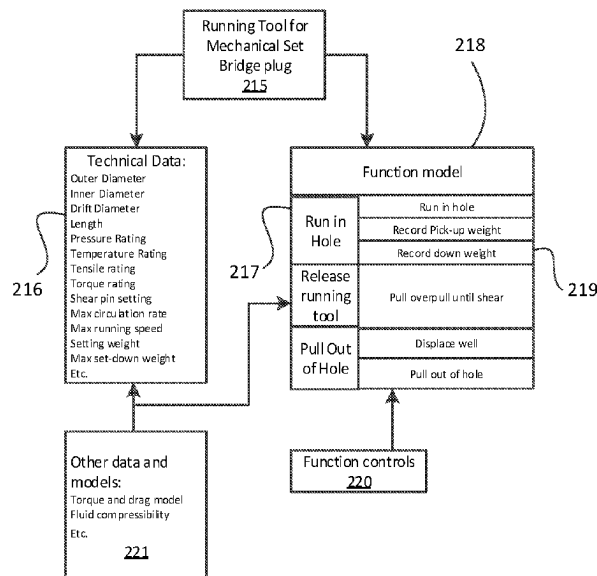 Running Tool for
Mechanical Set
Bridge plug
215
218
Technical Data:
Outer Diameter
Inner Diameter
Drift Diameter
Length
Pressure Rating
Temperature Rating
Tensile rating
Torque rating
Shear pin setting
Max circulation rate
Max running speed
Setting weight
Max set-down weight
Etc.
216
Function model
217
Run in
Hole
Run in hole
Record Pick-up weight
Record down weight
219
Release
running
tool
Pull overpull until shear
Pull Out
of Hole
Displace well
Pull out of hole
Other data and
models:
Torque and drag model
Fluid compressibility
Etc.
221
Function controls
220